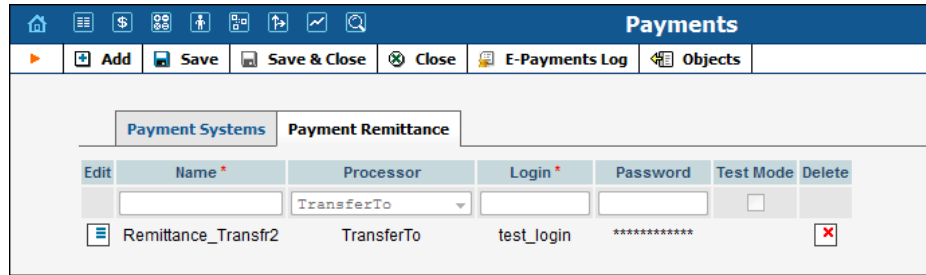 Payments
Add Save Save & Close Close E-Payments Log Objects
Payment Systems Payment Remittance
Edit Name * Processor Login * Password Test Mode Delete
TransferTo
Remittance_Transfr2 TransferTo test_login ************